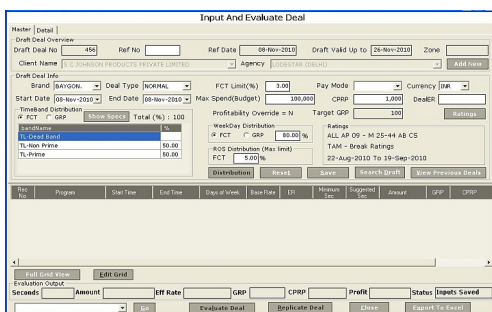 Input And Evaluate Deal
Master Detail
Draft Deal Overview
Draft Deal No 456 Ref No Ref Date 08-Nov-2010 Draft Valid Up to 26-Nov-2010 Zone
Client Name S C JOHNSON PRODUCTS PRIVATE LIMITED Agency LODESTAR (DELHI) Add New
Draft Deal Info
Brand BAYGON. Deal Type NORMAL FCT Limit(%) 3.00 Pay Mode Currency INR
Start Date 08-Nov-2010 End Date 08-Nov-2010 Max Spend(Budget) 100,000 CPRP 1,000 DealER
TimeBand Distribution
FCT GRP Show Specs Total (%) : 100 Profitability Override = N Target GRP 100 Ratings
bandName % WeekDay Distribution Ratings
TL-Dead Band FCT GRP 80.00 % ALL AP 09 - M 25-44 AB CS
TL-Non Prime 50.00 ROS Distribution (Max limit) TAM - Break Ratings
TL-Prime 50.00 FCT 5.00 % 22-Aug-2010 To 19-Sep-2010
Distribution Reset Save Search Draft View Previous Deals
Rec No Program Start Time End Time Days of Week Base Rate ER Minimum Sec Suggested Sec Amount GRP CPRP
Full Grid View Edit Grid
Evaluation Output
Seconds Amount Eff Rate GRP CPRP Profit Status Inputs Saved
Go Evaluate Deal Replicate Deal Close Export To Excel